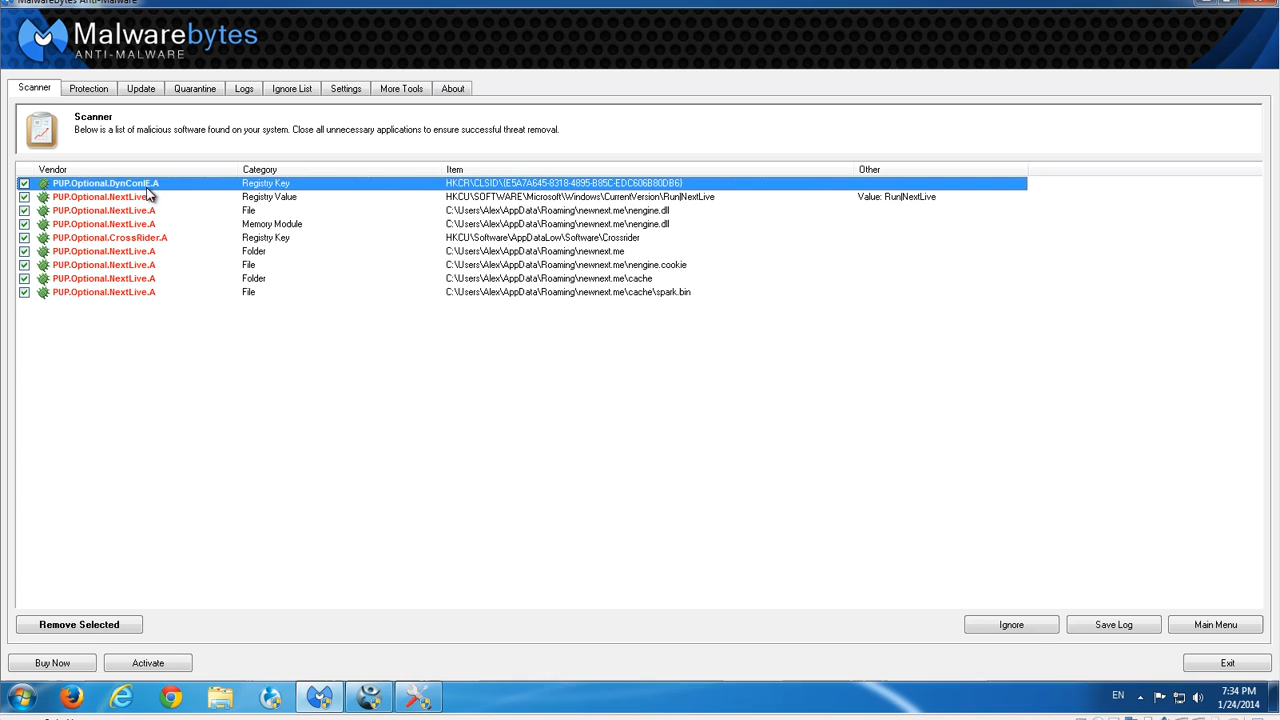 Malwarebytes Anti-Malware
Malwarebytes
ANTI-MALWARE
Scanner Protection Update Quarantine Logs Ignore List Settings More Tools About
Scanner
Below is a list of malicious software found on your system. Close all unnecessary applications to ensure successful threat removal.
Vendor Category Item Other
PUP.Optional.DynConIE.A Registry Key HKCR\CLSID\{E5A7A645-8318-4895-B85C-EDC606B80DB6}
PUP.Optional.NextLive.A Registry Value HKCU\SOFTWARE\Microsoft\Windows\CurrentVersion\Run|NextLive Value: Run|NextLive
PUP.Optional.NextLive.A File C:\Users\Alex\AppData\Roaming\newnext.me\nengine.dll
PUP.Optional.NextLive.A Memory Module C:\Users\Alex\AppData\Roaming\newnext.me\nengine.dll
PUP.Optional.CrossRider.A Registry Key HKCU\Software\AppDataLow\Software\Crossrider
PUP.Optional.NextLive.A Folder C:\Users\Alex\AppData\Roaming\newnext.me
PUP.Optional.NextLive.A File C:\Users\Alex\AppData\Roaming\newnext.me\nengine.cookie
PUP.Optional.NextLive.A Folder C:\Users\Alex\AppData\Roaming\newnext.me\cache
PUP.Optional.NextLive.A File C:\Users\Alex\AppData\Roaming\newnext.me\cache\spark.bin
Remove Selected Ignore Save Log Main Menu
Buy Now Activate Exit
EN 7:34 PM
1/24/2014